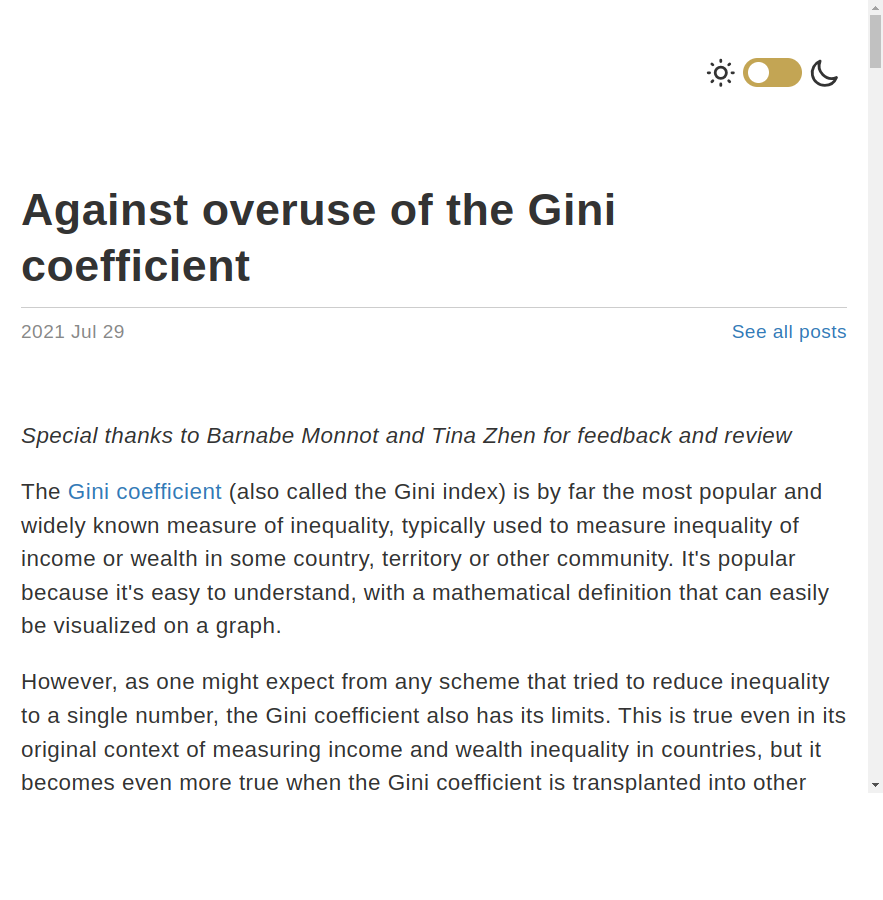 Against overuse of the Gini
coefficient
2021 Jul 29
See all posts
Special thanks to Barnabe Monnot and Tina Zhen for feedback and review
The Gini coefficient (also called the Gini index) is by far the most popular and
widely known measure of inequality, typically used to measure inequality of
income or wealth in some country, territory or other community. It's popular
because it's easy to understand, with a mathematical definition that can easily
be visualized on a graph.
However, as one might expect from any scheme that tried to reduce inequality
to a single number, the Gini coefficient also has its limits. This is true even in its
original context of measuring income and wealth inequality in countries, but it
becomes even more true when the Gini coefficient is transplanted into other